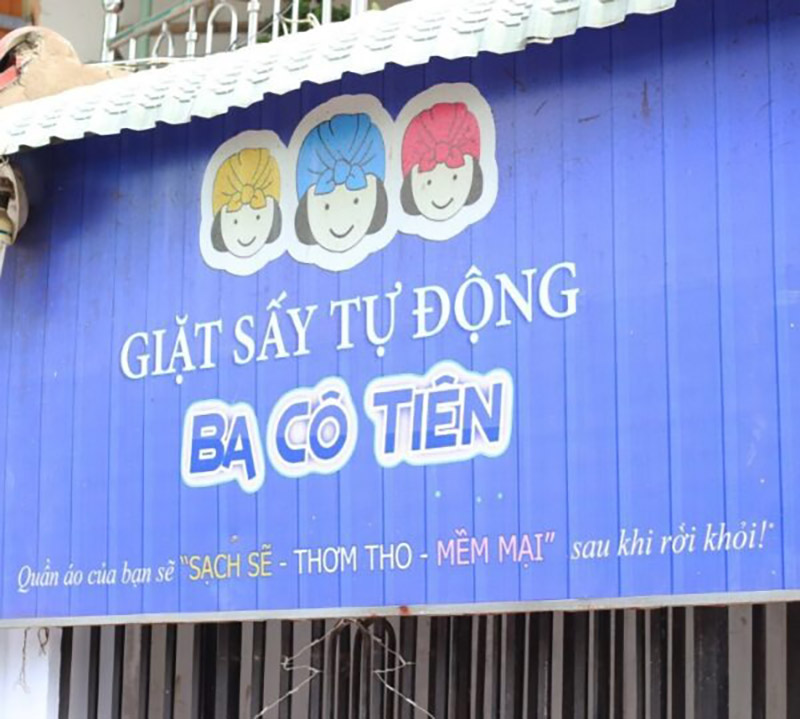 GIẶT SẤY TỰ ĐỘNG
BA CÔ TIÊN
Quần áo của bạn sẽ "SẠCH SẼ - THƠM THO - MỀM MẠI" sau khi rời khỏi!"